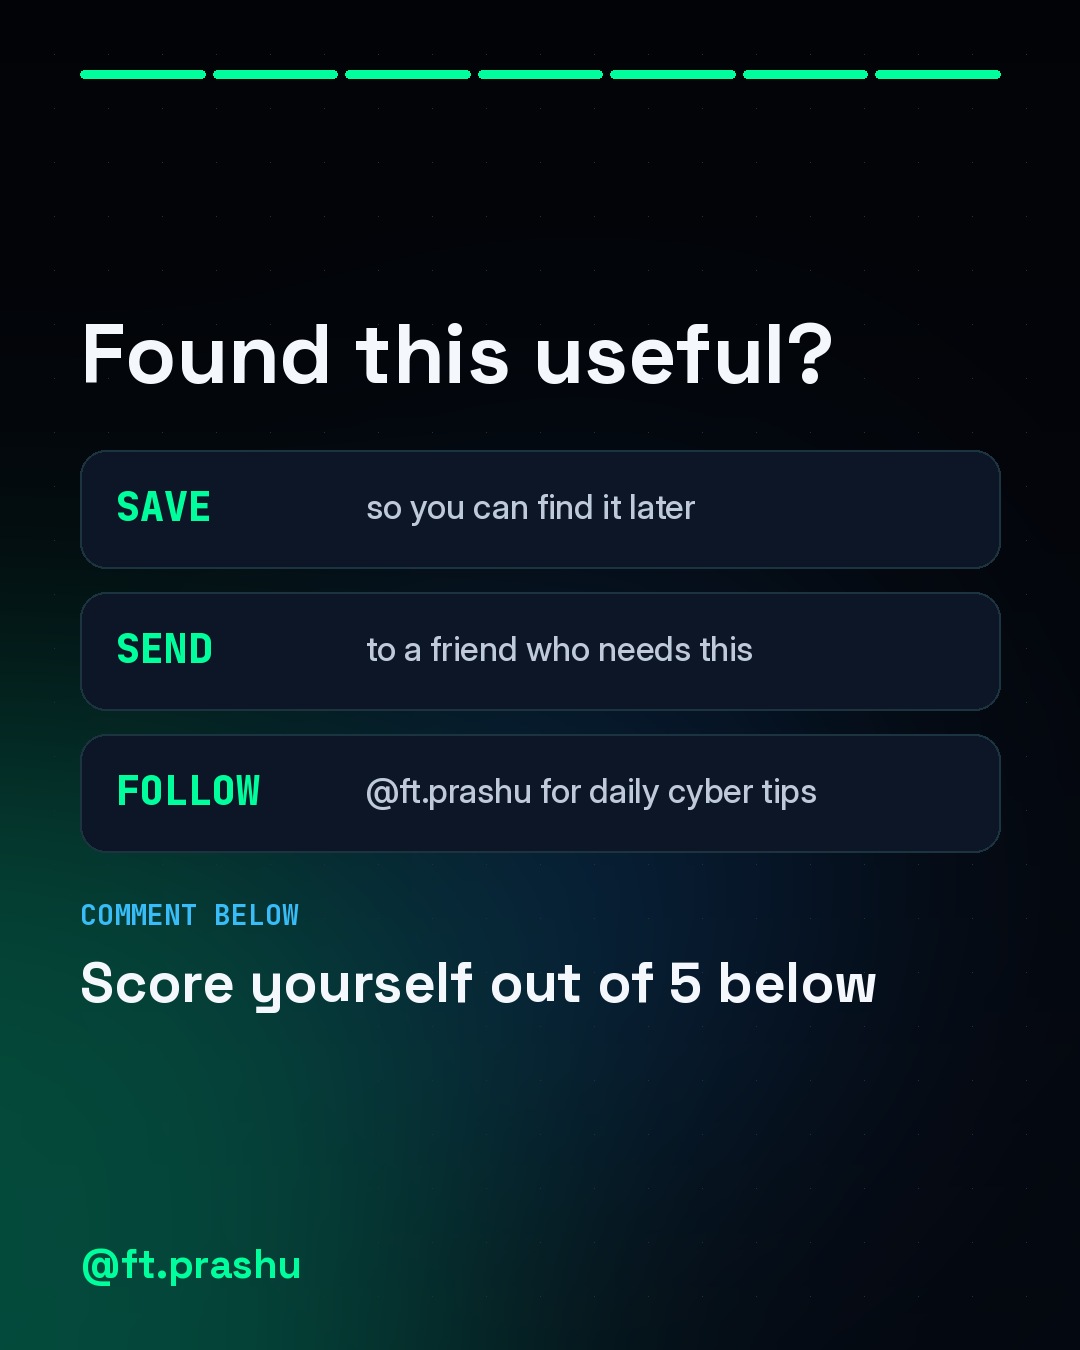 Found this useful?
SAVE so you can find it later
SEND to a friend who needs this
FOLLOW @ft.prashu for daily cyber tips
COMMENT BELOW
Score yourself out of 5 below
@ft.prashu